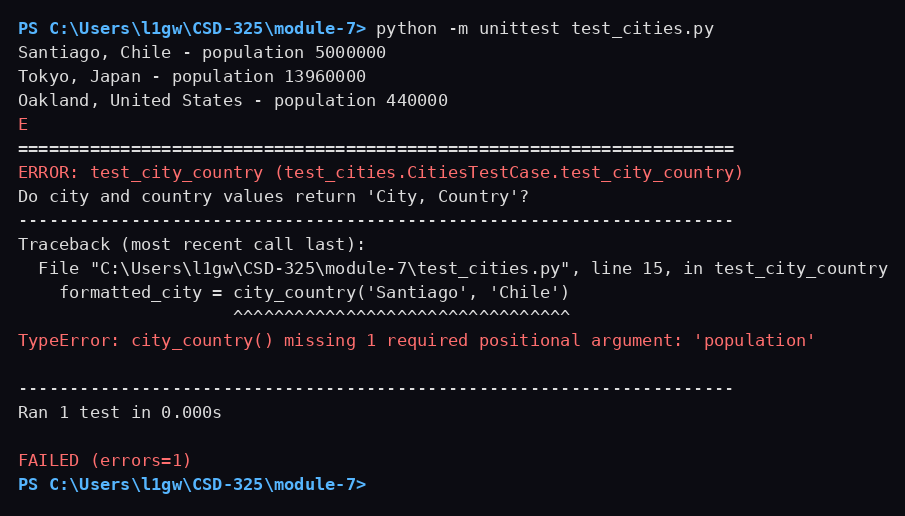 PS C:\Users\l1gw\CSD-325\module-7> python -m unittest test_cities.py
Santiago, Chile - population 5000000
Tokyo, Japan - population 13960000
Oakland, United States - population 440000
E
======================================================================
ERROR: test_city_country (test_cities.CitiesTestCase.test_city_country)
Do city and country values return 'City, Country'?
----------------------------------------------------------------------
Traceback (most recent call last):
  File "C:\Users\l1gw\CSD-325\module-7\test_cities.py", line 15, in test_city_country
    formatted_city = city_country('Santiago', 'Chile')
                     ^^^^^^^^^^^^^^^^^^^^^^^^^^^^^^^^^
TypeError: city_country() missing 1 required positional argument: 'population'

----------------------------------------------------------------------
Ran 1 test in 0.000s

FAILED (errors=1)
PS C:\Users\l1gw\CSD-325\module-7>